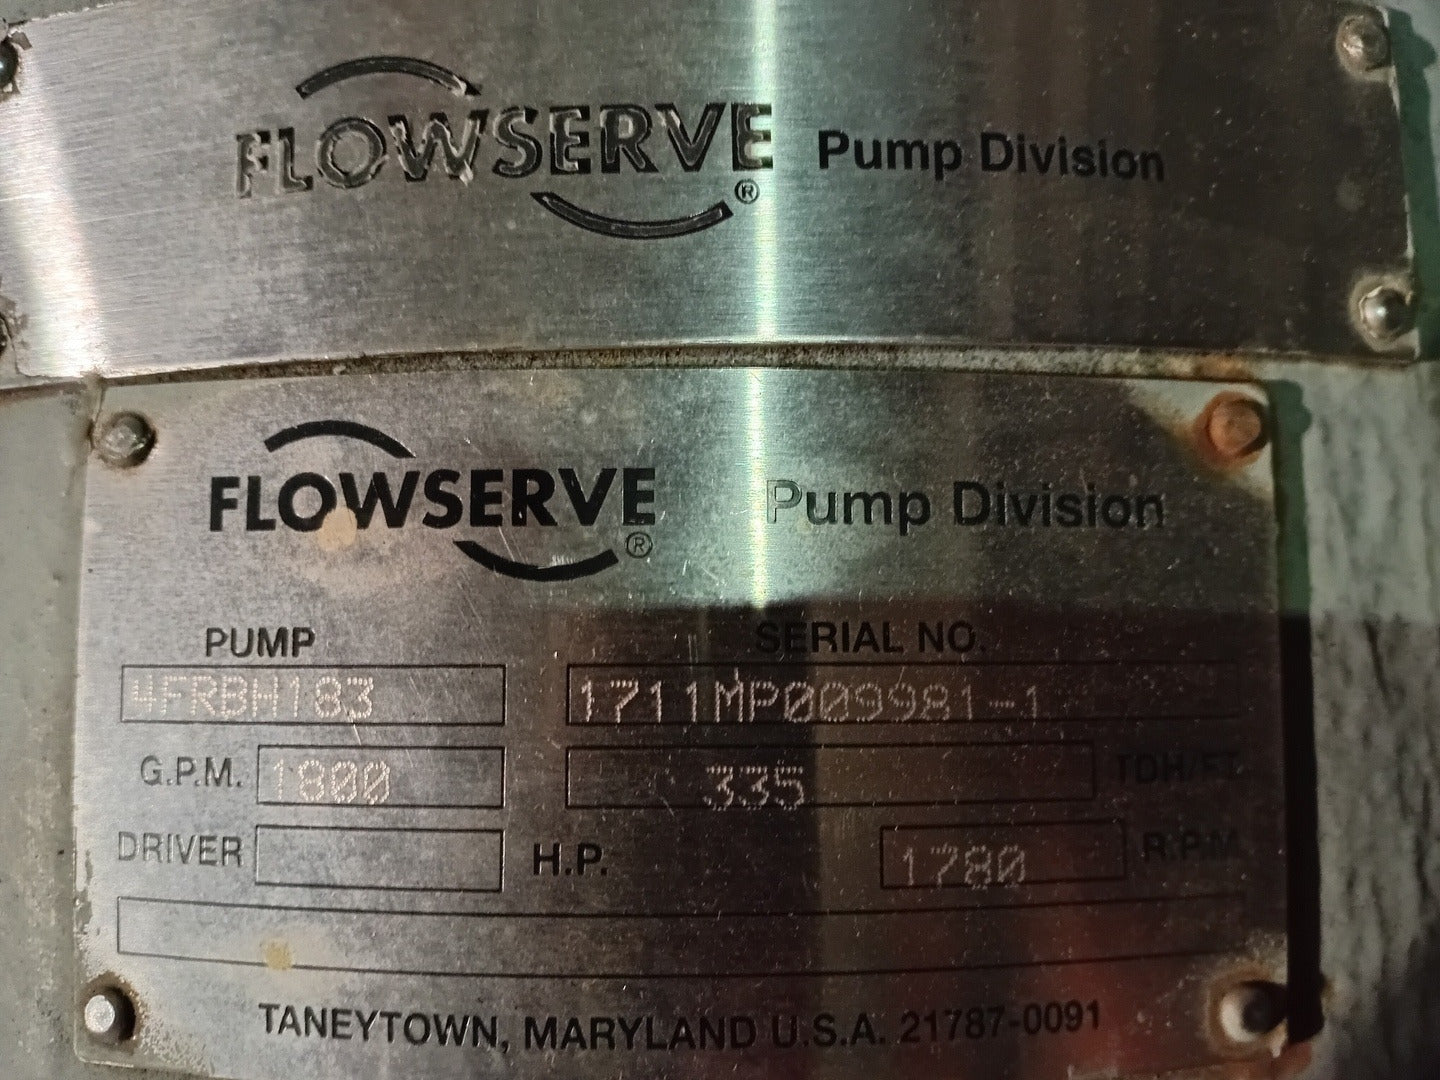 FLOWSERVE® Pump Division
FLOWSERVE® Pump Division
PUMP SERIAL NO.
4FRBH183 1711MP009981-1
G.P.M. 1800 335 TDH/FT.
DRIVER H.P. 1780 R.P.M.
TANEYTOWN, MARYLAND U.S.A. 21787-0091